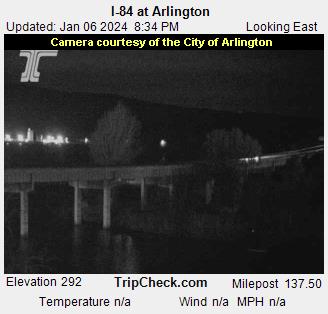 I-84 at Arlington
Updated: Jan 06 2024 8:34 PM Looking East
Camera courtesy of the City of Arlington
Elevation 292 TripCheck.com Milepost 137.50
Temperature n/a Wind n/a MPH n/a